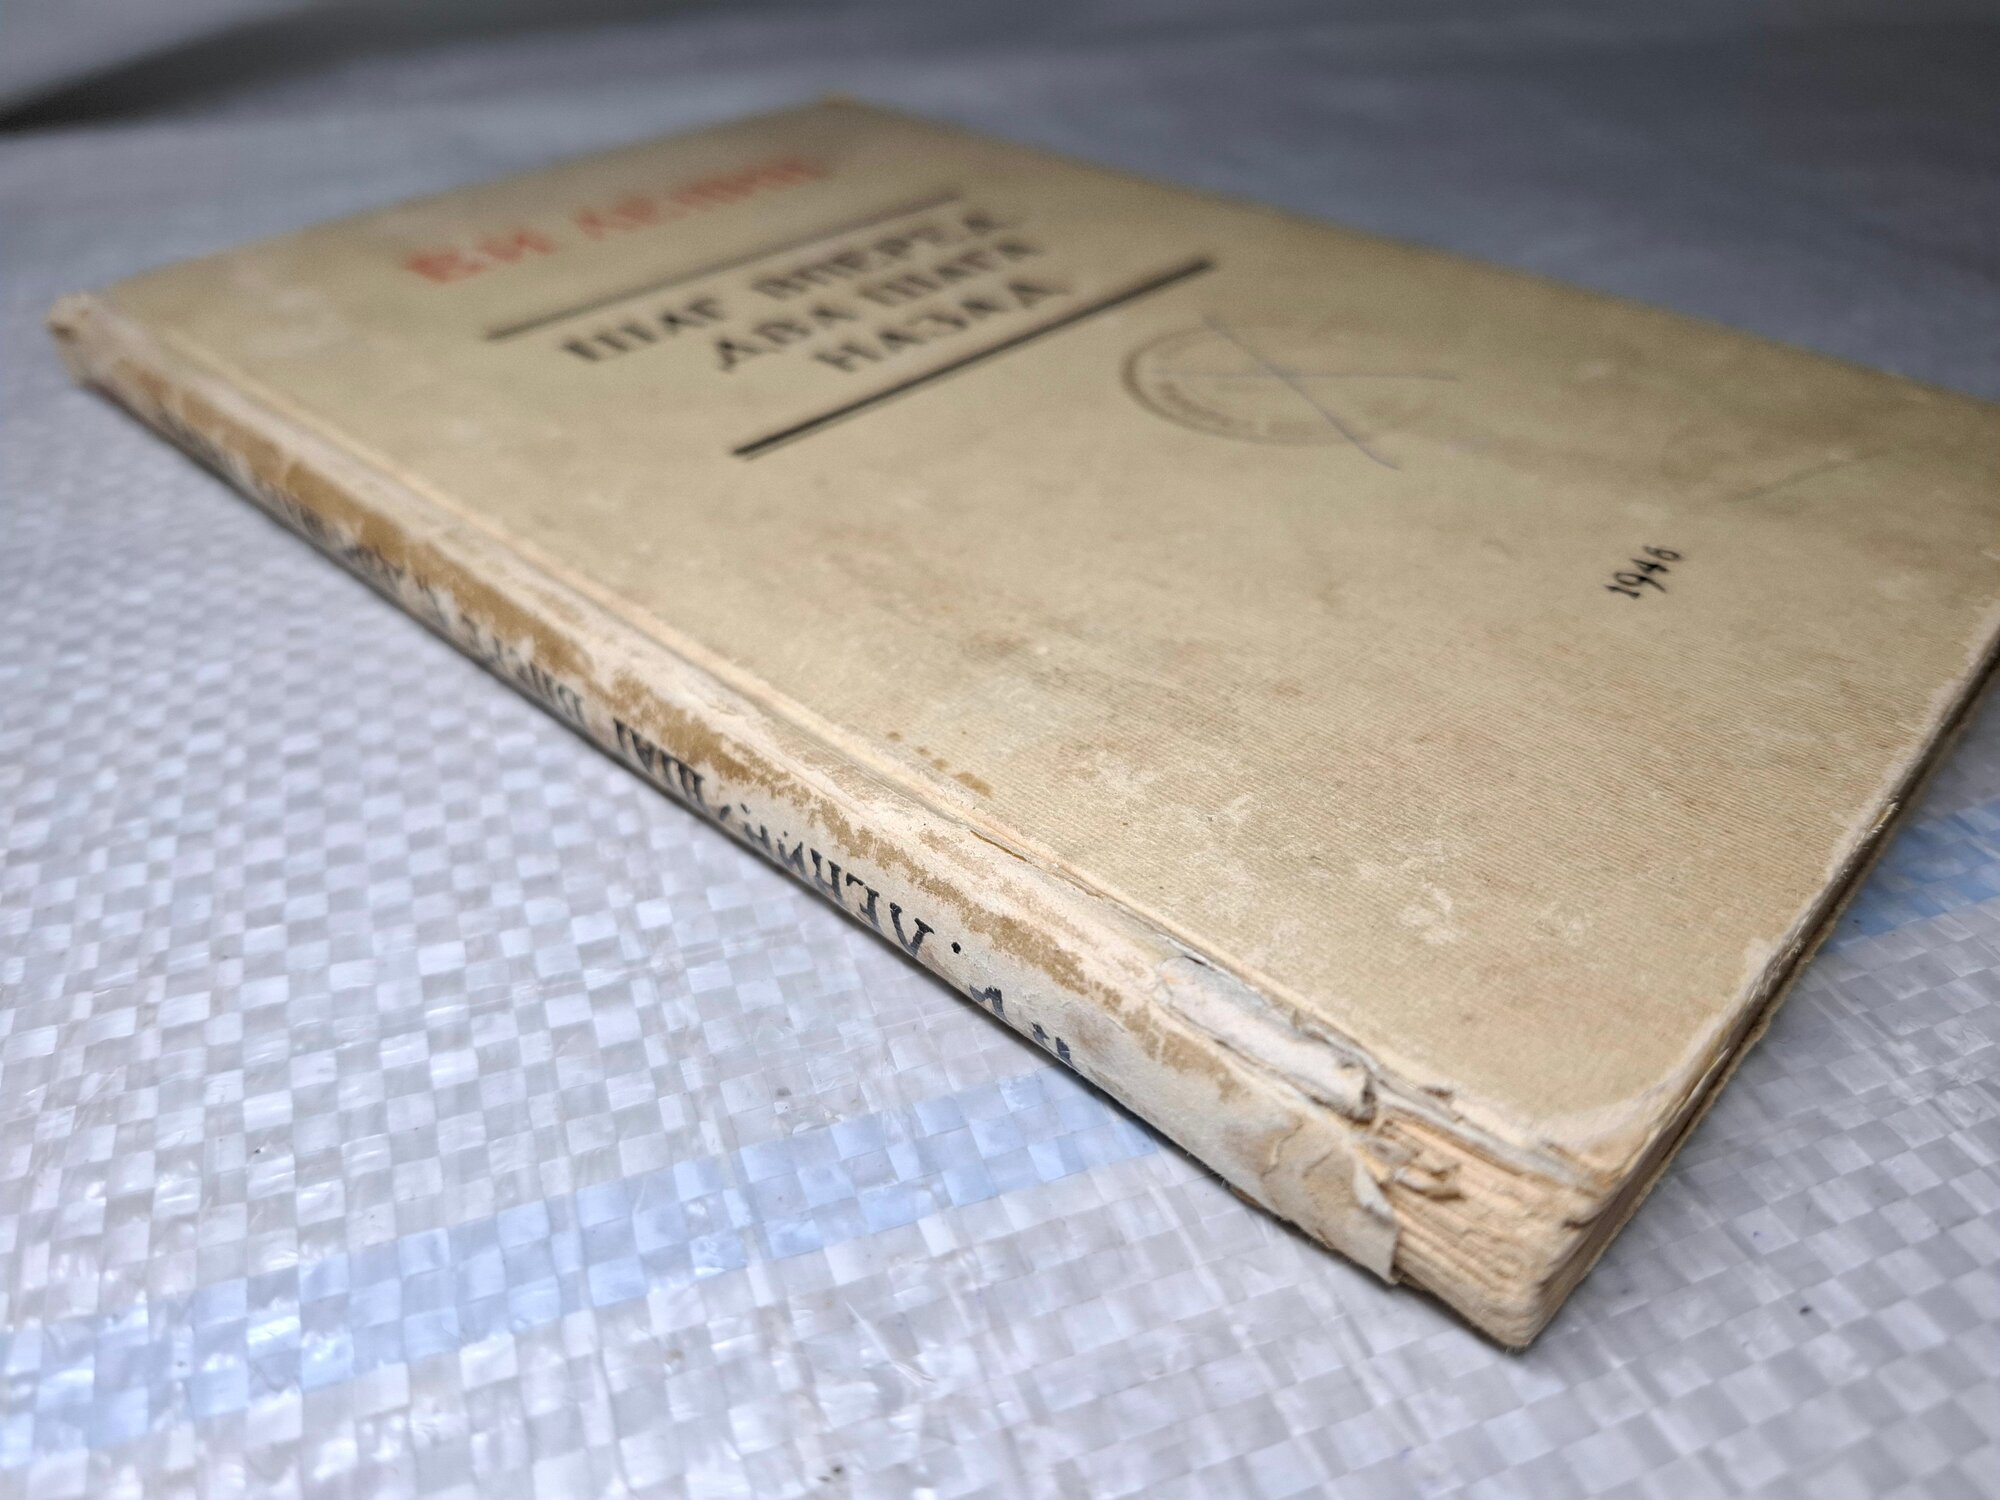 В. И. ЛЕНИН
ШАГ ВПЕРЕД
ДВА ШАГА
НАЗАД
1946
ЛЕНИН ШАГ ВПЕРЕД